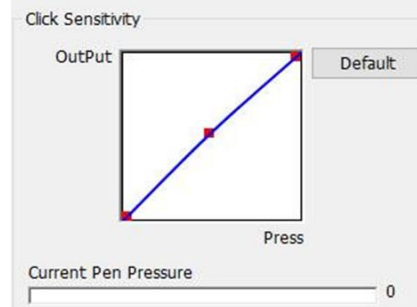 Click Sensitivity
OutPut
Default
Press
Current Pen Pressure
0